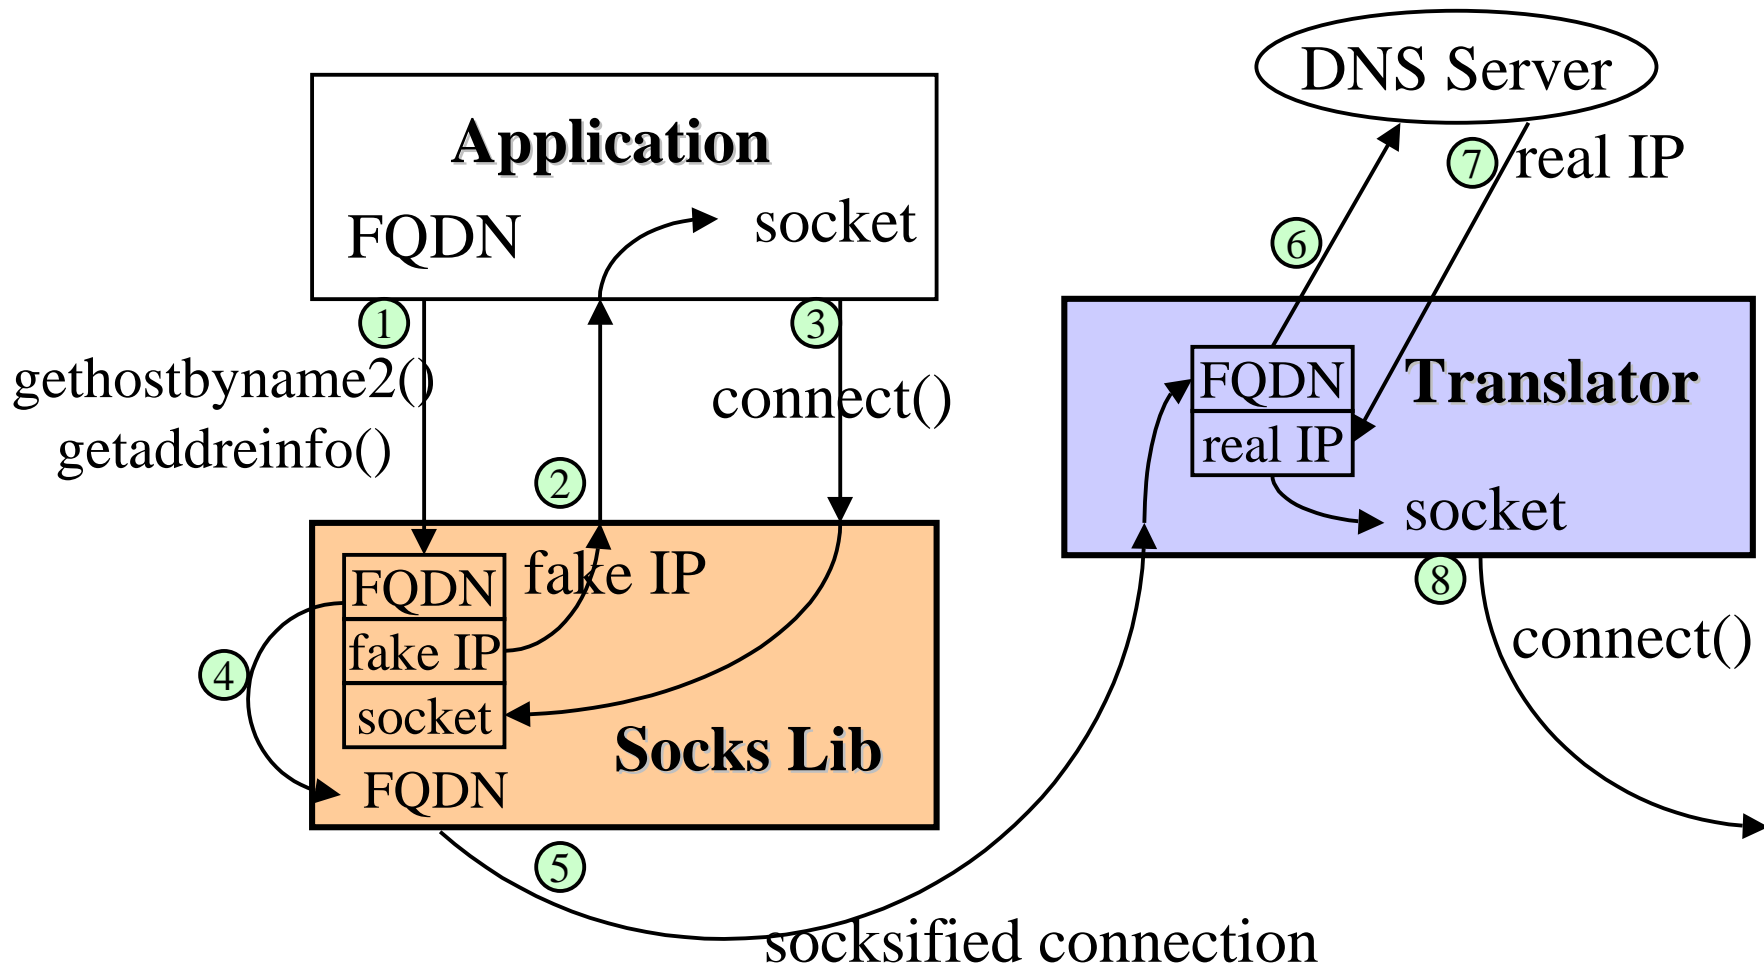 DNS Server
Application
FQDN
socket
7
real IP
6
1
3
gethostbyname2()
getaddreinfo()
connect()
2
FQDN
real IP
Translator
socket
8
connect()
FQDN
fake IP
socket
fake IP
4
Socks Lib
FQDN
5
socksified connection